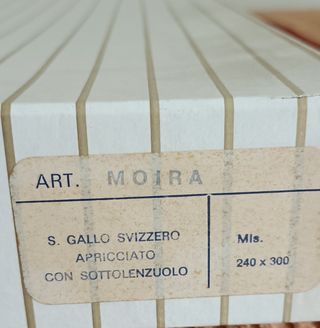 ART. MOIRA
S. GALLO SVIZZERO
APRICCIATO
CON SOTTOLENZUOLO
Mis.
240 x 300